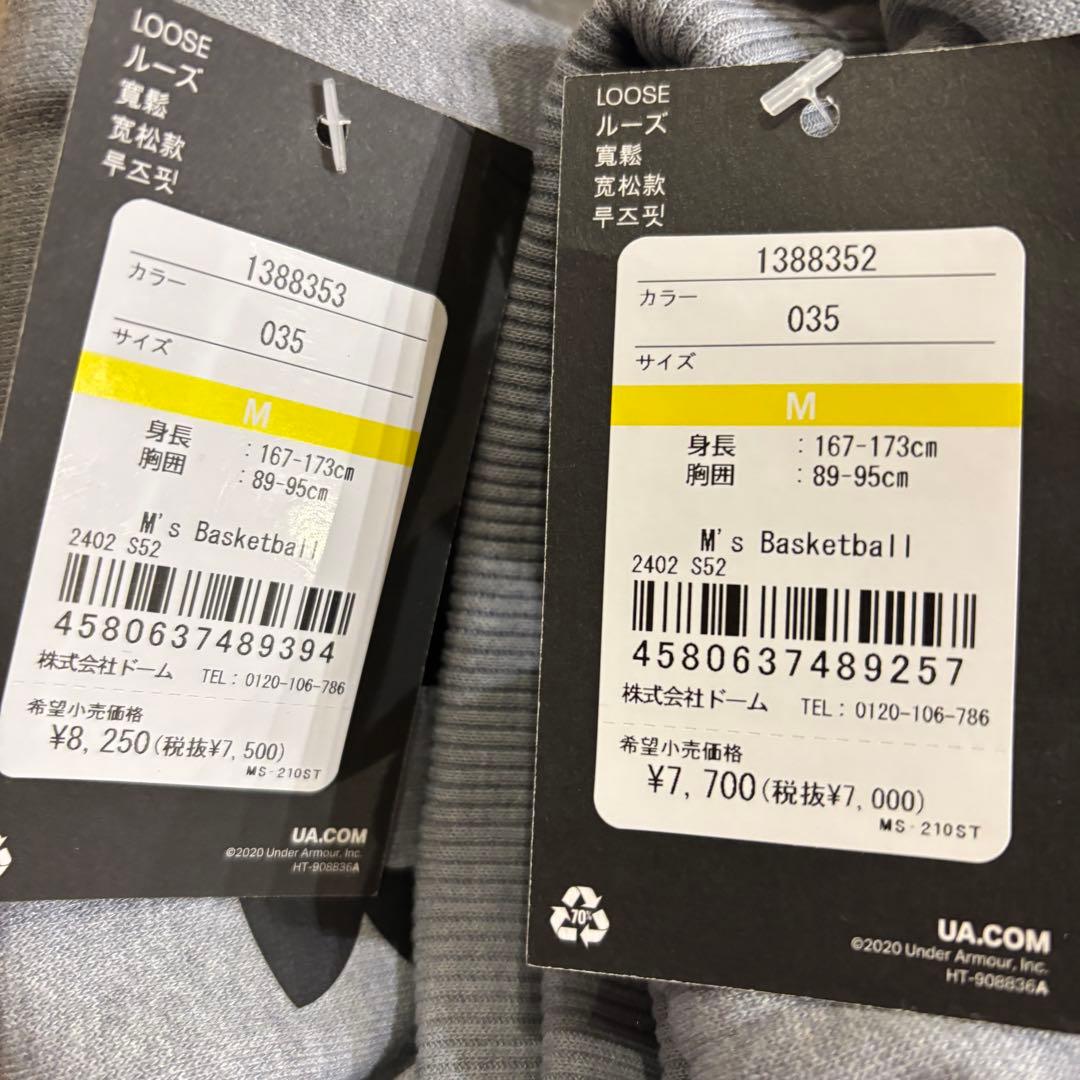 LOOSE
ルーズ
寬鬆
宽松款
루즈핏
1388353
カラー
035
サイズ
M
身長 : 167-173cm
胸囲 : 89-95cm
M's Basketball
2402 S52
4580637489394
株式会社ドーム TEL: 0120-106-786
希望小売価格
¥8,250(税抜¥7,500)
MS-210ST
UA.COM
©2020 Under Armour, Inc.
HT-908836A
LOOSE
ルーズ
寬鬆
宽松款
루즈핏
1388352
カラー
035
サイズ
M
身長 : 167-173cm
胸囲 : 89-95cm
M's Basketball
2402 S52
4580637489257
株式会社ドーム TEL: 0120-106-786
希望小売価格
¥7,700(税抜¥7,000)
MS-210ST
70%
UA.COM
©2020 Under Armour, Inc.
HT-908836A